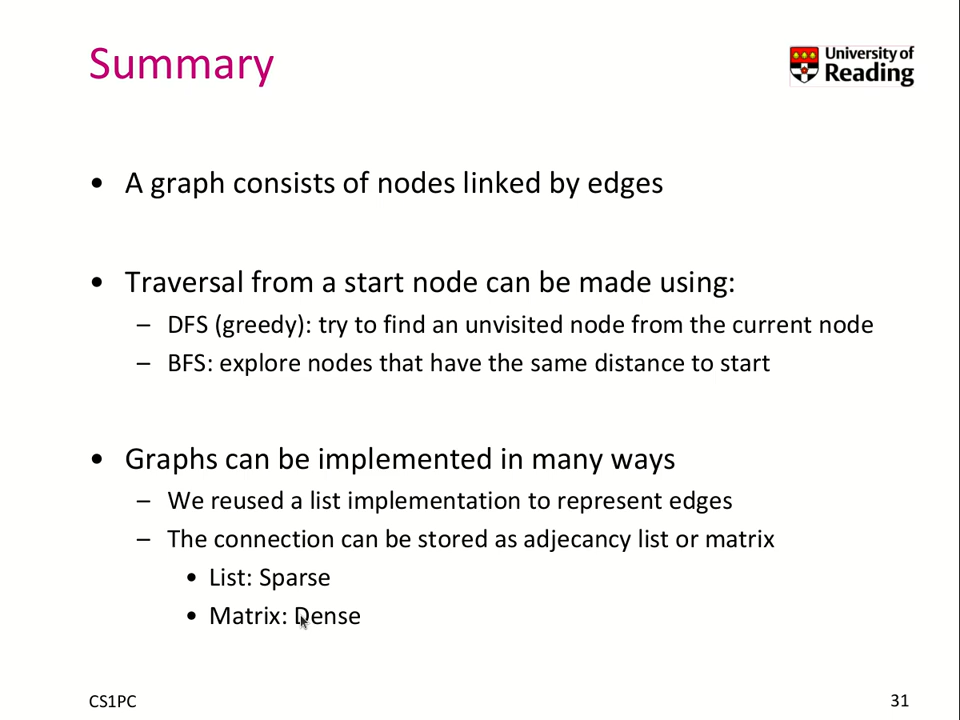 Summary
University of
Reading
• A graph consists of nodes linked by edges
• Traversal from a start node can be made using:
– DFS (greedy): try to find an unvisited node from the current node
– BFS: explore nodes that have the same distance to start
• Graphs can be implemented in many ways
– We reused a list implementation to represent edges
– The connection can be stored as adjecancy list or matrix
• List: Sparse
• Matrix: Dense
CS1PC
31